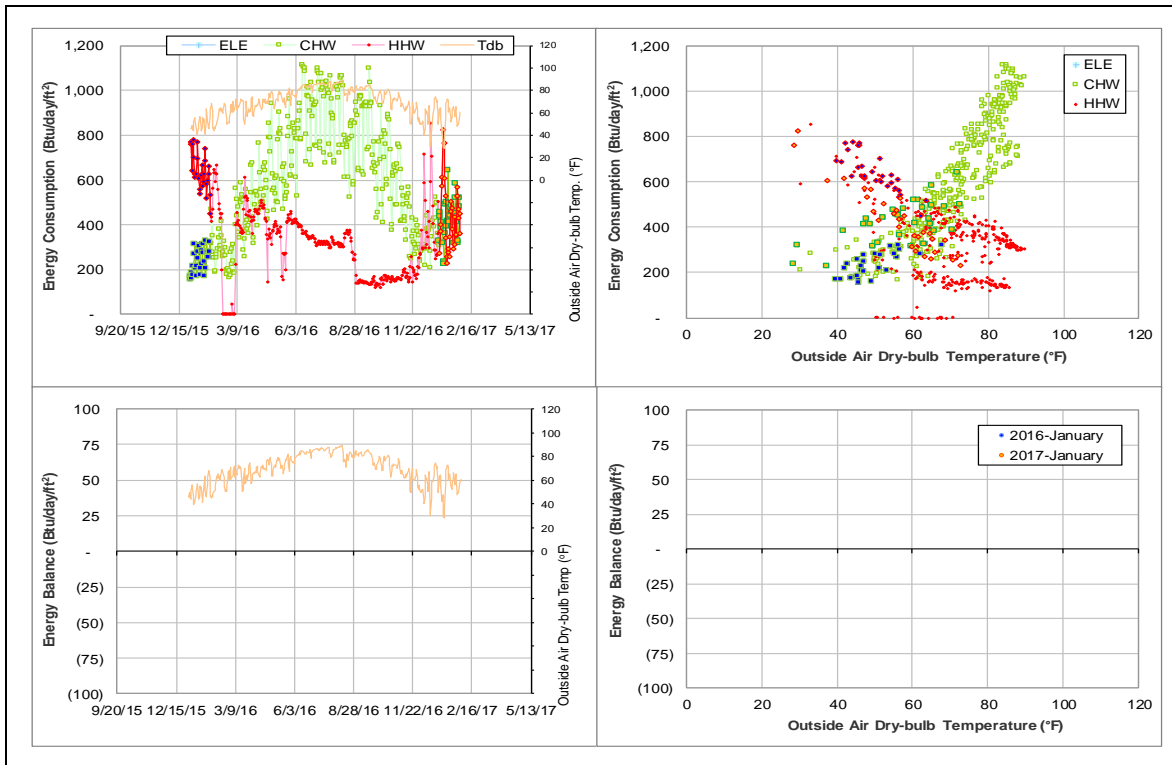 ELE CHW HHW Tdb
1,200
1,000
800
600
400
200
-
120
100
80
60
40
20
0
9/20/15 12/15/15 3/9/16 6/3/16 8/28/16 11/22/16 2/16/17 5/13/17
Energy Consumption (Btu/day/ft²)
Outside Air Dry-bulb Temp. (°F)
1,200
1,000
800
600
400
200
-
0 20 40 60 80 100 120
Energy Consumption (Btu/day/ft²)
Outside Air Dry-bulb Temperature (°F)
ELE
CHW
HHW
100
75
50
25
-
(25)
(50)
(75)
(100)
120
100
80
60
40
20
0
9/20/15 12/15/15 3/9/16 6/3/16 8/28/16 11/22/16 2/16/17 5/13/17
Energy Balance (Btu/day/ft²)
Outside Air Dry-bulb Temp (°F)
100
75
50
25
-
(25)
(50)
(75)
(100)
0 20 40 60 80 100 120
Energy Balance (Btu/day/ft²)
Outside Air Dry-bulb Temperature (°F)
2016-January
2017-January